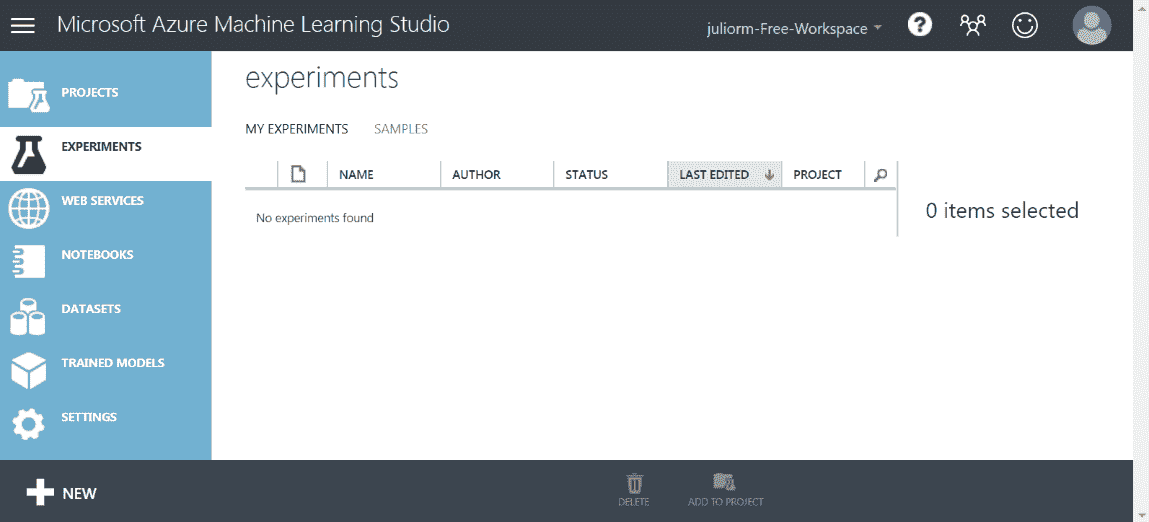 Microsoft Azure Machine Learning Studio
juliorm-Free-Workspace
?
PROJECTS
EXPERIMENTS
WEB SERVICES
NOTEBOOKS
DATASETS
TRAINED MODELS
SETTINGS
experiments
MY EXPERIMENTS SAMPLES
NAME AUTHOR STATUS LAST EDITED PROJECT
No experiments found
0 items selected
NEW
DELETE
ADD TO PROJECT